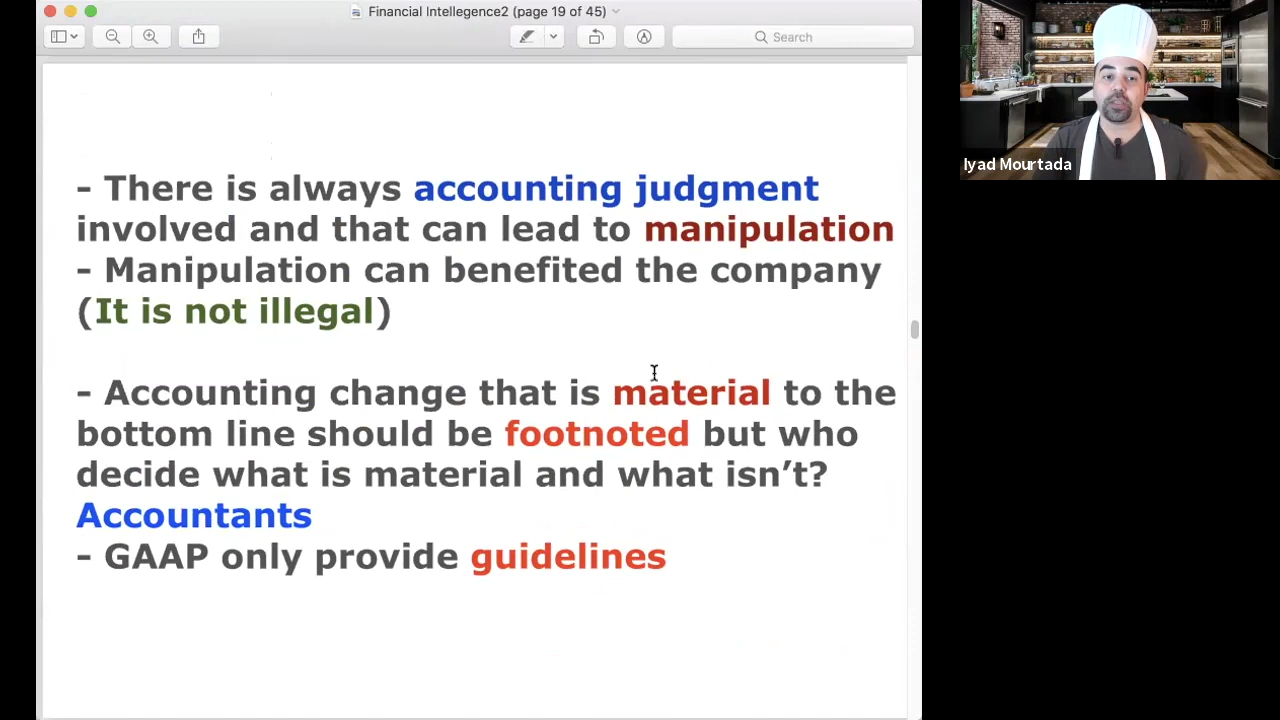 Financial Intellegence2 (page 19 of 45)
Search
- There is always accounting judgment
involved and that can lead to manipulation
- Manipulation can benefited the company
(It is not illegal)
- Accounting change that is material to the
bottom line should be footnoted but who
decide what is material and what isn’t?
Accountants
- GAAP only provide guidelines
Iyad Mourtada